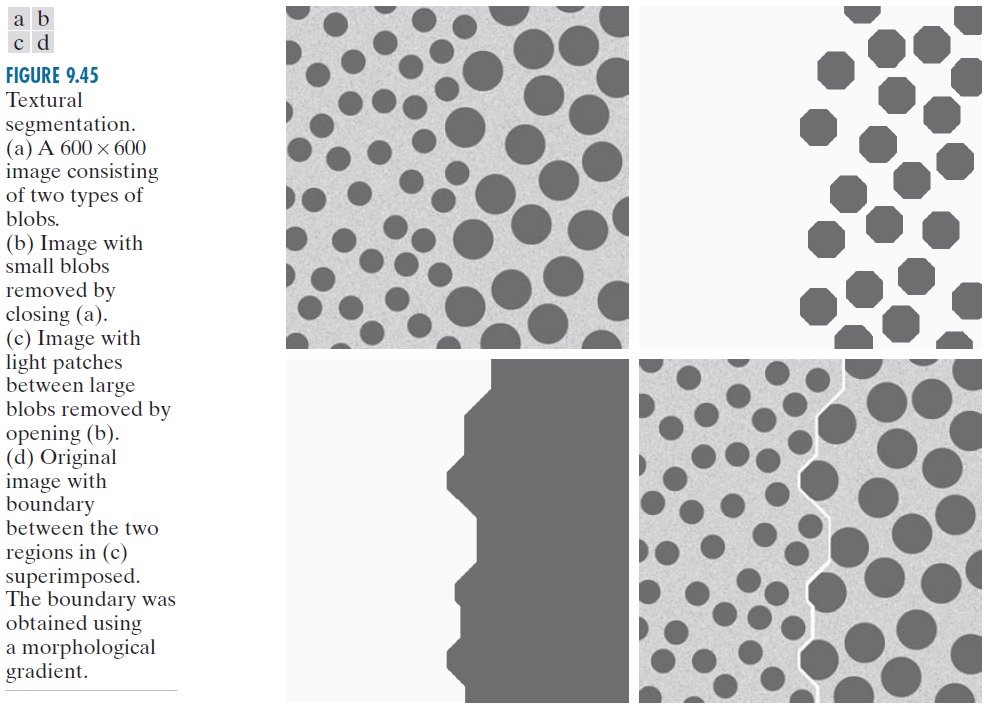 a b
c d
FIGURE 9.45
Textural
segmentation.
(a) A 600 × 600
image consisting
of two types of
blobs.
(b) Image with
small blobs
removed by
closing (a).
(c) Image with
light patches
between large
blobs removed by
opening (b).
(d) Original
image with
boundary
between the two
regions in (c)
superimposed.
The boundary was
obtained using
a morphological
gradient.